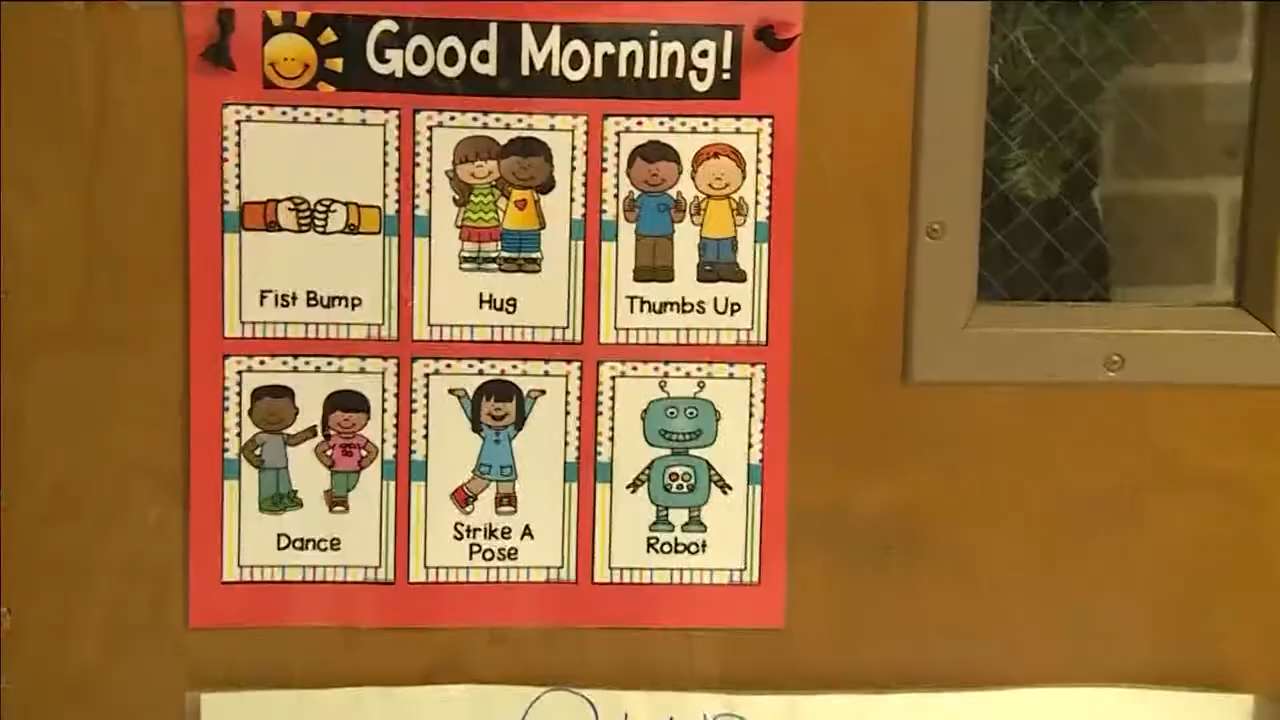 Good Morning!
Fist Bump
Hug
Thumbs Up
Dance
Strike A
Pose
Robot